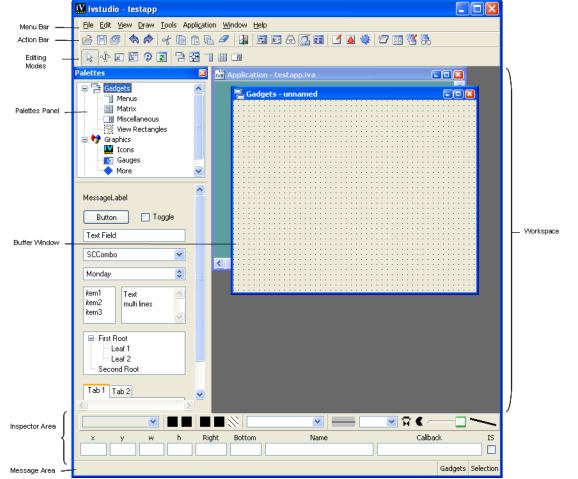 ivstudio - testapp
Menu Bar
File Edit View Draw Tools Application Window Help
Action Bar
Editing
Modes
Palettes
Application - testapp.iva
Gadgets
Gadgets - unnamed
Menus
Matrix
Palettes Panel
Miscellaneous
View Rectangles
Graphics
Icons
Gauges
More
MessageLabel
Button
Toggle
Text Field
Workspace
Buffer Window
SCCombo
Monday
item1
item2
item3
Text
multi lines
First Root
Leaf 1
Leaf 2
Second Root
Tab 1 Tab 2
Inspector Area
x y w h Right Bottom Name Callback IS
Message Area
Gadgets Selection